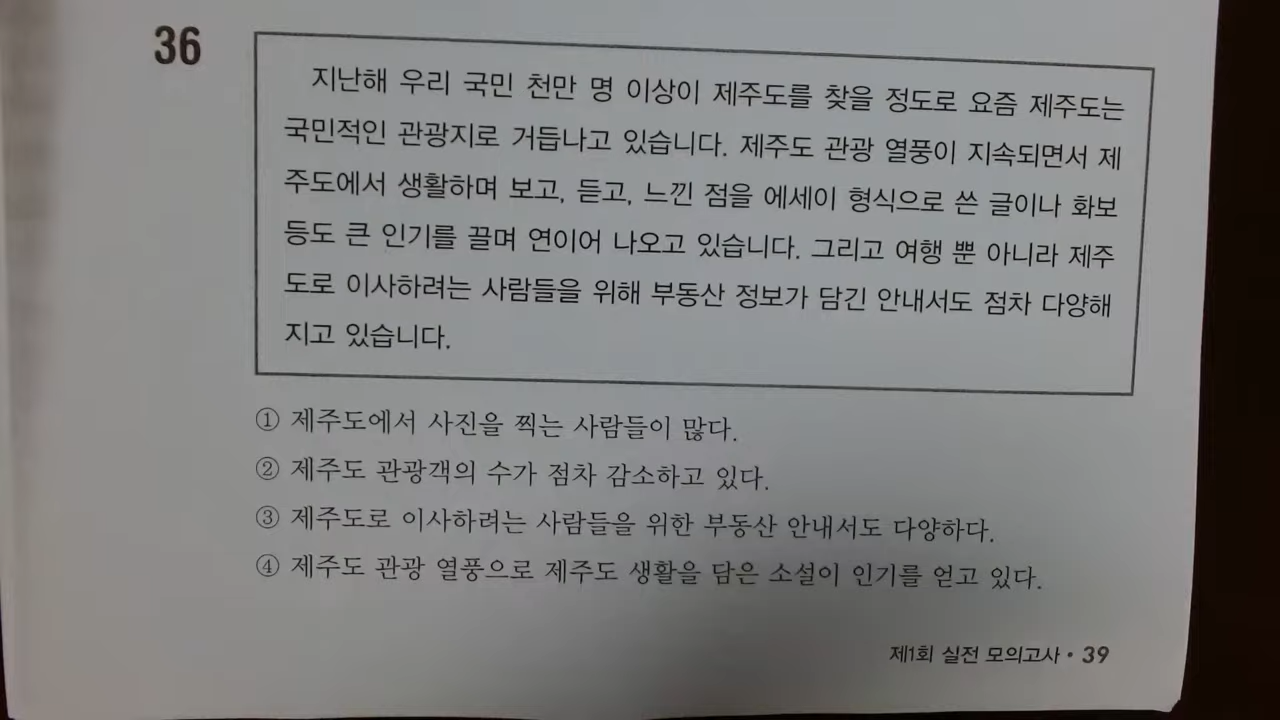 36
지난해 우리 국민 천만 명 이상이 제주도를 찾을 정도로 요즘 제주도는
국민적인 관광지로 거듭나고 있습니다. 제주도 관광 열풍이 지속되면서 제
주도에서 생활하며 보고, 듣고, 느낀 점을 에세이 형식으로 쓴 글이나 화보
등도 큰 인기를 끌며 연이어 나오고 있습니다. 그리고 여행 뿐 아니라 제주
도로 이사하려는 사람들을 위해 부동산 정보가 담긴 안내서도 점차 다양해
지고 있습니다.
① 제주도에서 사진을 찍는 사람들이 많다.
② 제주도 관광객의 수가 점차 감소하고 있다.
③ 제주도로 이사하려는 사람들을 위한 부동산 안내서도 다양하다.
④ 제주도 관광 열풍으로 제주도 생활을 담은 소설이 인기를 얻고 있다.
제1회 실전 모의고사 • 39